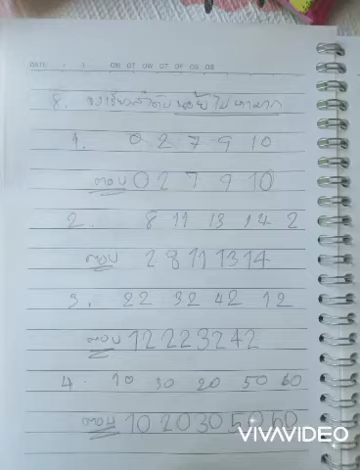 8. จงเรียงลำดับ น้อย ไป หามาก
1. 0 2 7 9 10
ตอบ 0 2 7 9 10
2. 8 11 13 14 2
ตอบ 2 8 11 13 14
3. 22 32 42 12
ตอบ 12 22 32 42
4. 10 30 20 50 60
ตอบ 10 20 30 50 60
VIVAVIDEO